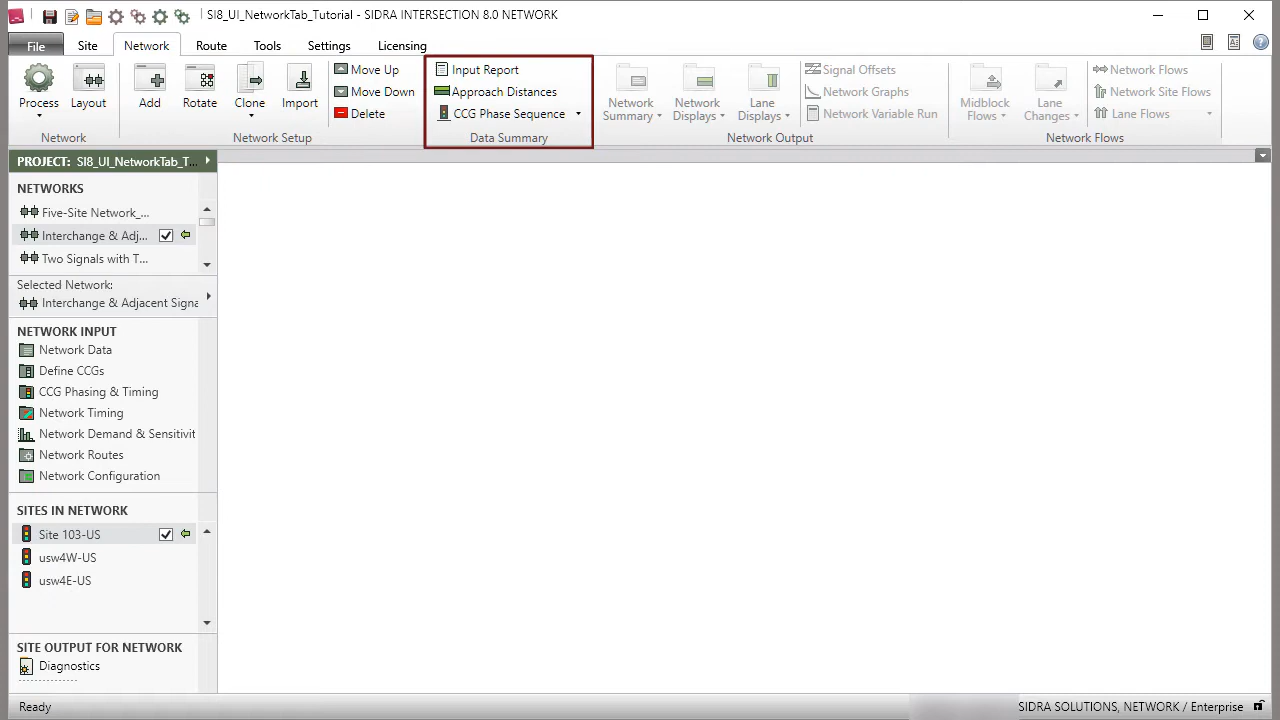 SI8_UI_NetworkTab_Tutorial - SIDRA INTERSECTION 8.0 NETWORK
File Site Network Route Tools Settings Licensing
Process Layout
Network
Add Rotate Clone Import
Move Up
Move Down
Delete
Network Setup
Input Report
Approach Distances
CCG Phase Sequence
Data Summary
Network Summary
Network Displays
Lane Displays
Signal Offsets
Network Graphs
Network Variable Run
Network Output
Midblock Flows
Lane Changes
Network Flows
Network Site Flows
Lane Flows
Network Flows
PROJECT: SI8_UI_NetworkTab_T...
NETWORKS
Five-Site Network_...
Interchange & Adj...
Two Signals with T...
Selected Network:
Interchange & Adjacent Signa
NETWORK INPUT
Network Data
Define CCGs
CCG Phasing & Timing
Network Timing
Network Demand & Sensitivit
Network Routes
Network Configuration
SITES IN NETWORK
Site 103-US
usw4W-US
usw4E-US
SITE OUTPUT FOR NETWORK
Diagnostics
Ready
SIDRA SOLUTIONS, NETWORK / Enterprise